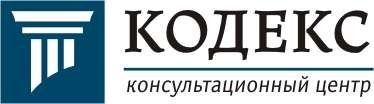 КОДЕКС
консультационный центр